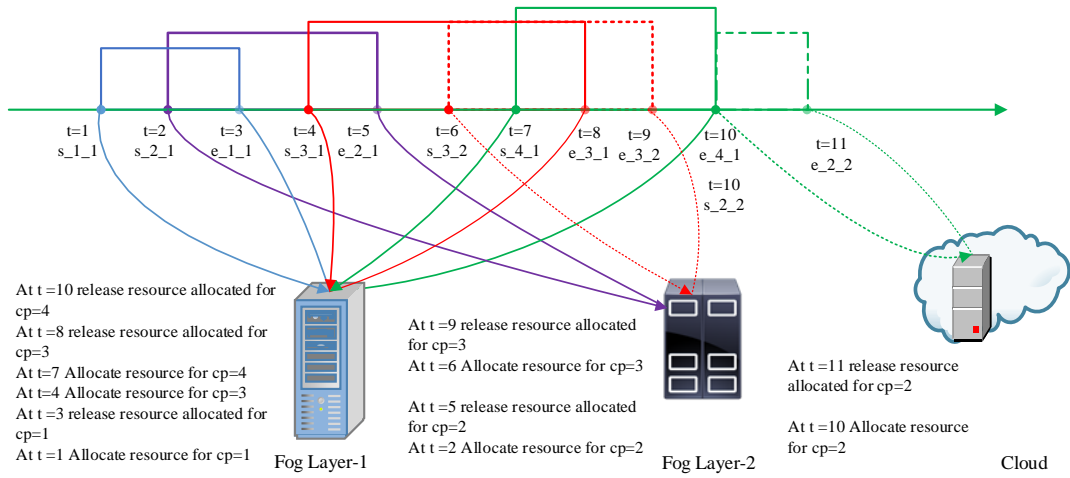 t=1
s_1_1
t=2
s_2_1
t=3
e_1_1
t=4
s_3_1
t=5
e_2_1
t=6
s_3_2
t=7
s_4_1
t=8
e_3_1
t=9
e_3_2
t=10
e_4_1
t=11
e_2_2
t=10
s_2_2
At t =10 release resource allocated for
cp=4
At t =8 release resource allocated for
cp=3
At t=7 Allocate resource for cp=4
At t=4 Allocate resource for cp=3
At t =3 release resource allocated for
cp=1
At t =1 Allocate resource for cp=1
Fog Layer-1
At t =9 release resource allocated
for cp=3
At t =6 Allocate resource for cp=3
At t =5 release resource allocated
for cp=2
At t =2 Allocate resource for cp=2
Fog Layer-2
At t =11 release resource
allocated for cp=2
At t =10 Allocate resource
for cp=2
Cloud